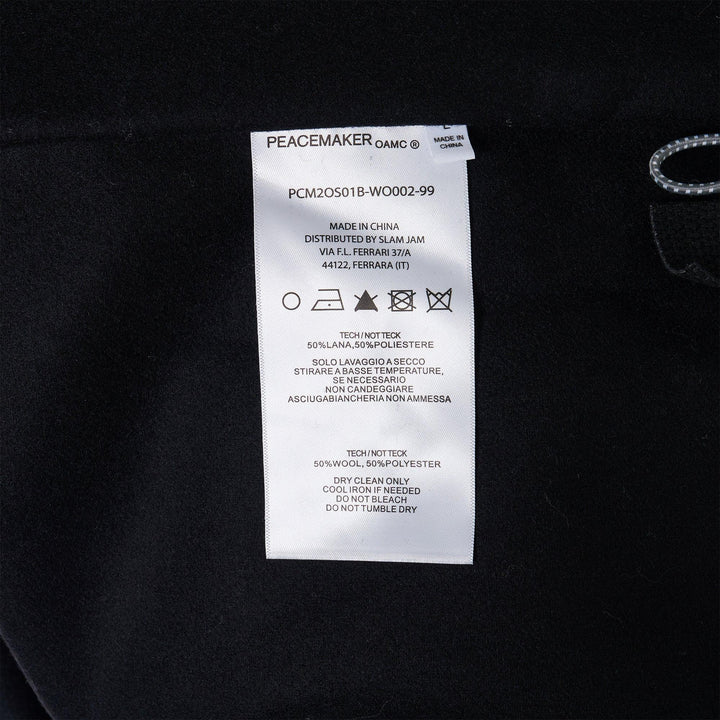 PEACEMAKER OAMC ®
L
MADE IN
CHINA
PCM2OS01B-WO002-99
MADE IN CHINA
DISTRIBUTED BY SLAM JAM
VIA F.L. FERRARI 37/A
44122, FERRARA (IT)
TECH/NOT TECK
50%LANA,50%POLIESTERE
SOLO LAVAGGIO A SECCO
STIRARE A BASSE TEMPERATURE,
SE NECESSARIO
NON CANDEGGIARE
ASCIUGABIANCHERIA NON AMMESSA
TECH/NOT TECK
50%WOOL, 50%POLYESTER
DRY CLEAN ONLY
COOL IRON IF NEEDED
DO NOT BLEACH
DO NOT TUMBLE DRY